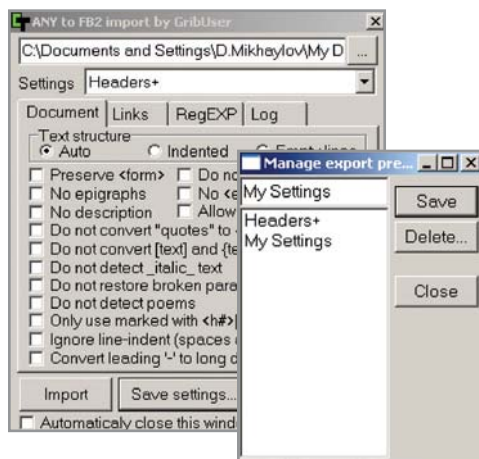 ANY to FB2 import by GribUser
C:\Documents and Settings\D.Mikhaylov\My D
...
Settings Headers+
Document Links RegEXP Log
Text structure
Auto Indented
Preserve <form> Do no
No epigraphs No <e
No description Allow
Do not convert "quotes" to
Do not convert [text] and {te
Do not detect _italic_ text
Do not restore broken para
Do not detect poems
Only use marked with <h#>
Ignore line-indent (spaces
Convert leading '-' to long d
Import Save settings...
Automaticaly close this wind
Manage export pre...
My Settings
Save
Headers+
My Settings
Delete...
Close